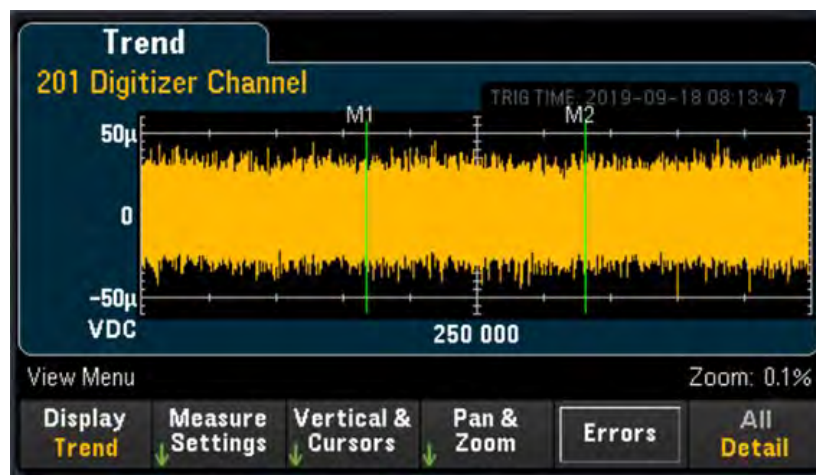 Trend
201 Digitizer Channel
TRIG TIME: 2019-09-18 08:13:47
M1 M2
50µ
0
-50µ
VDC 250 000
View Menu Zoom: 0.1%
Display Measure Vertical & Pan & Errors All
Trend Settings Cursors Zoom Detail